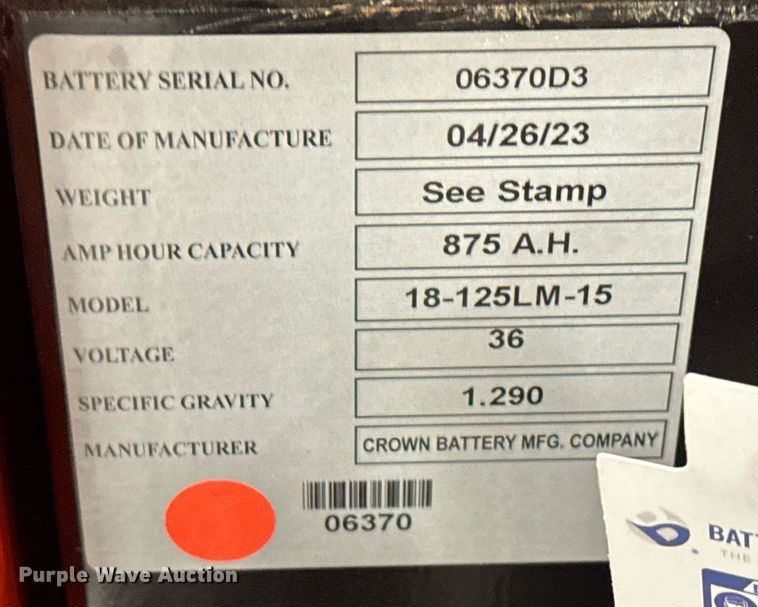 BATTERY SERIAL NO. 06370D3
DATE OF MANUFACTURE 04/26/23
WEIGHT See Stamp
AMP HOUR CAPACITY 875 A.H.
MODEL 18-125LM-15
VOLTAGE 36
SPECIFIC GRAVITY 1.290
MANUFACTURER CROWN BATTERY MFG. COMPANY
06370
BAT
THE
Purple Wave Auction